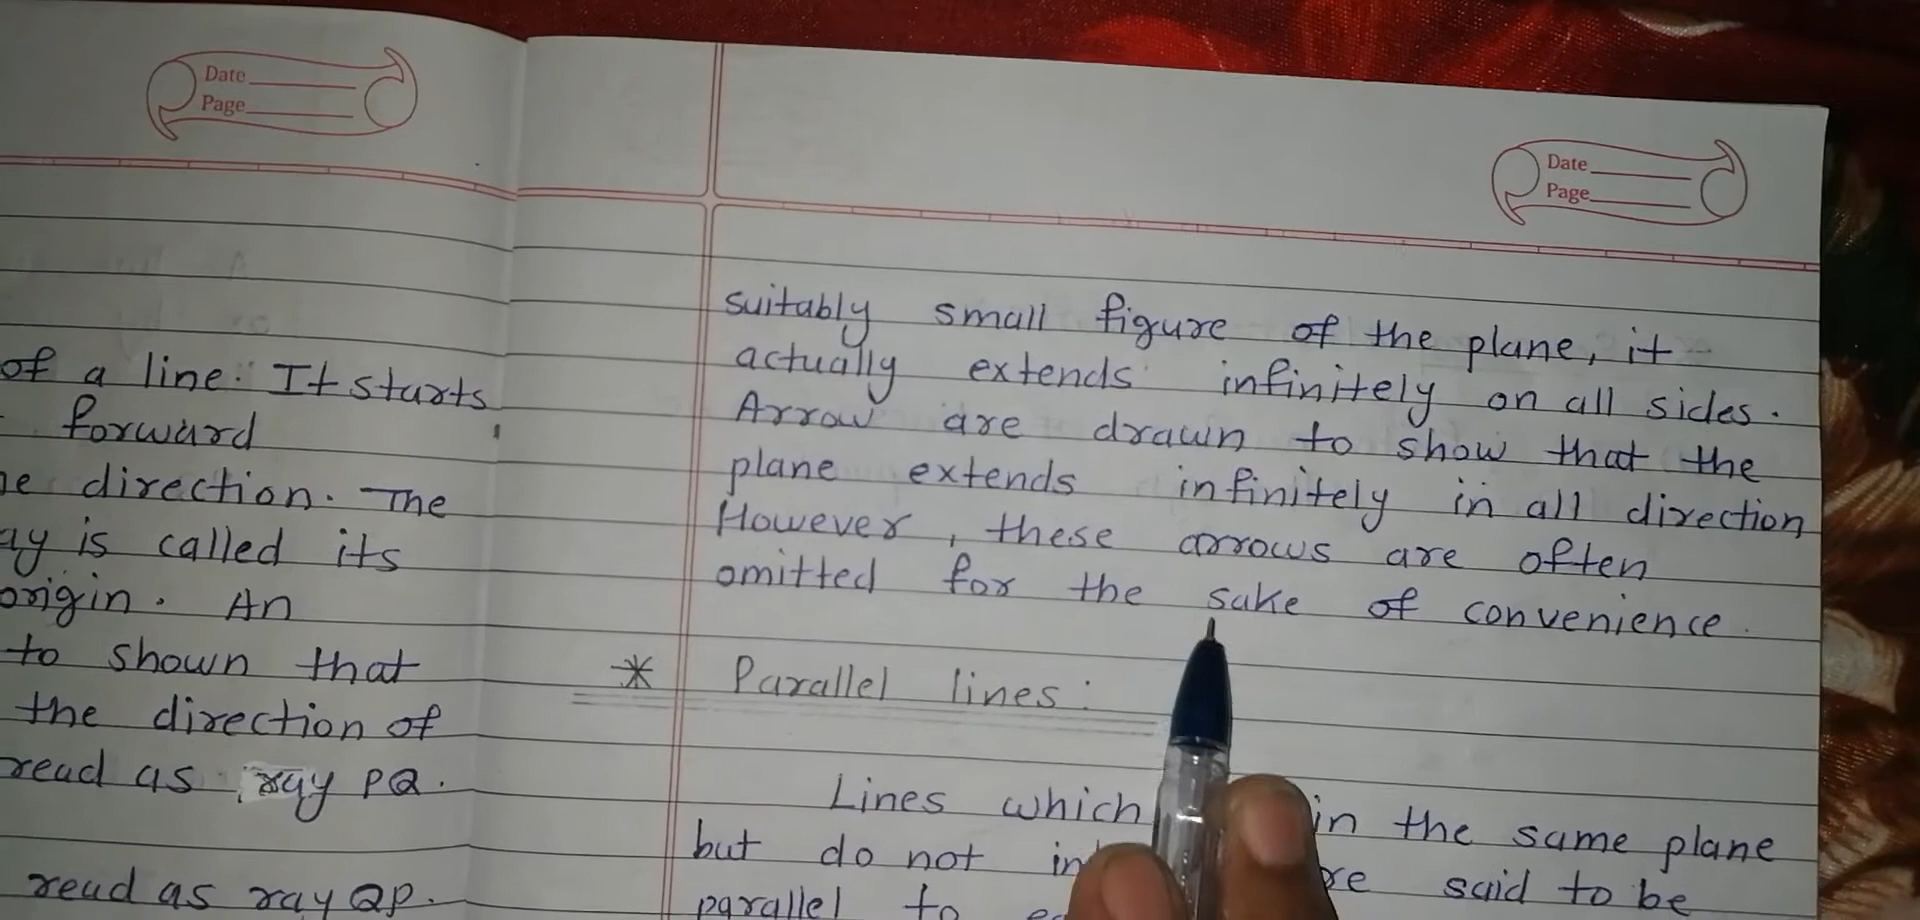 Date
Page
of a line. It starts
forward
direction. The
is called its
origin. An
to shown that
the direction of
read as ray PQ.
read as ray QP.
Date
Page
suitably small figure of the plane, it
actually extends infinitely on all sides.
Arrow are drawn to show that the
plane extends infinitely in all direction
However, these arrows are often
omitted for the sake of convenience.
* Parallel lines:
Lines which in the same plane
but do not said to be
parallel to